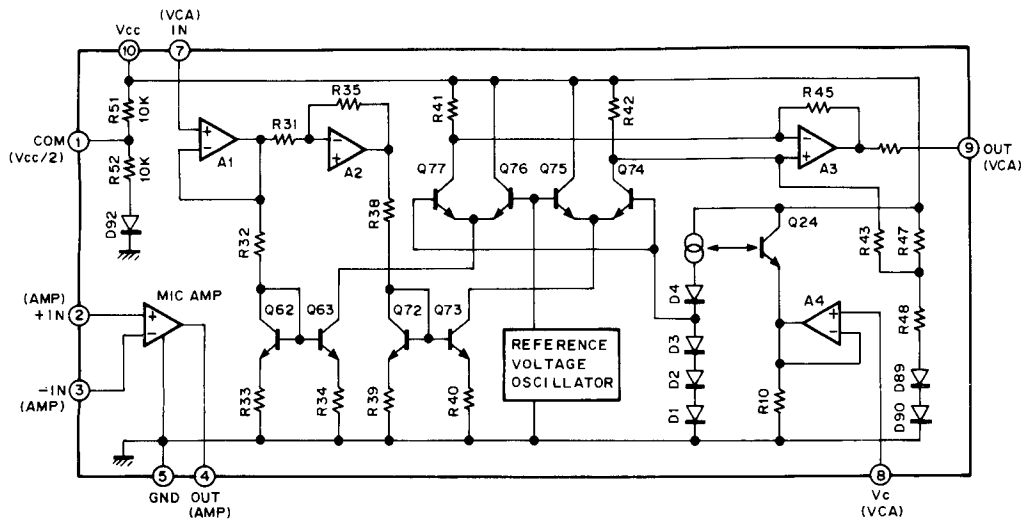 (VCA)
Vcc IN
10 7
R51
10K
R35
R41
R42
R45
R31
+
−
A1
−
+
A2
−
+
A3
1
COM
(Vcc/2)
R52
10K
9 OUT
(VCA)
Q77 Q76 Q75 Q74
D92
R32
R38
Q24
R43
R47
(AMP)
+IN 2
MIC AMP
+
−
Q62 Q63
Q72 Q73
D4
A4
+
−
R48
REFERENCE
VOLTAGE
OSCILLATOR
D3
D2
D1
3
−IN
(AMP)
R33
R34
R39
R40
R10
D89
D90
5 4
GND OUT
(AMP)
8
Vc
(VCA)